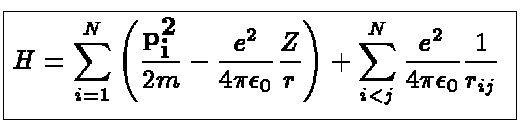 $$H = \sum_{i=1}^{N} \left( \frac{\mathbf{p_i^2}}{2m} - \frac{e^2}{4\pi\epsilon_0} \frac{Z}{r} \right) + \sum_{i<j}^{N} \frac{e^2}{4\pi\epsilon_0} \frac{1}{r_{ij}}$$